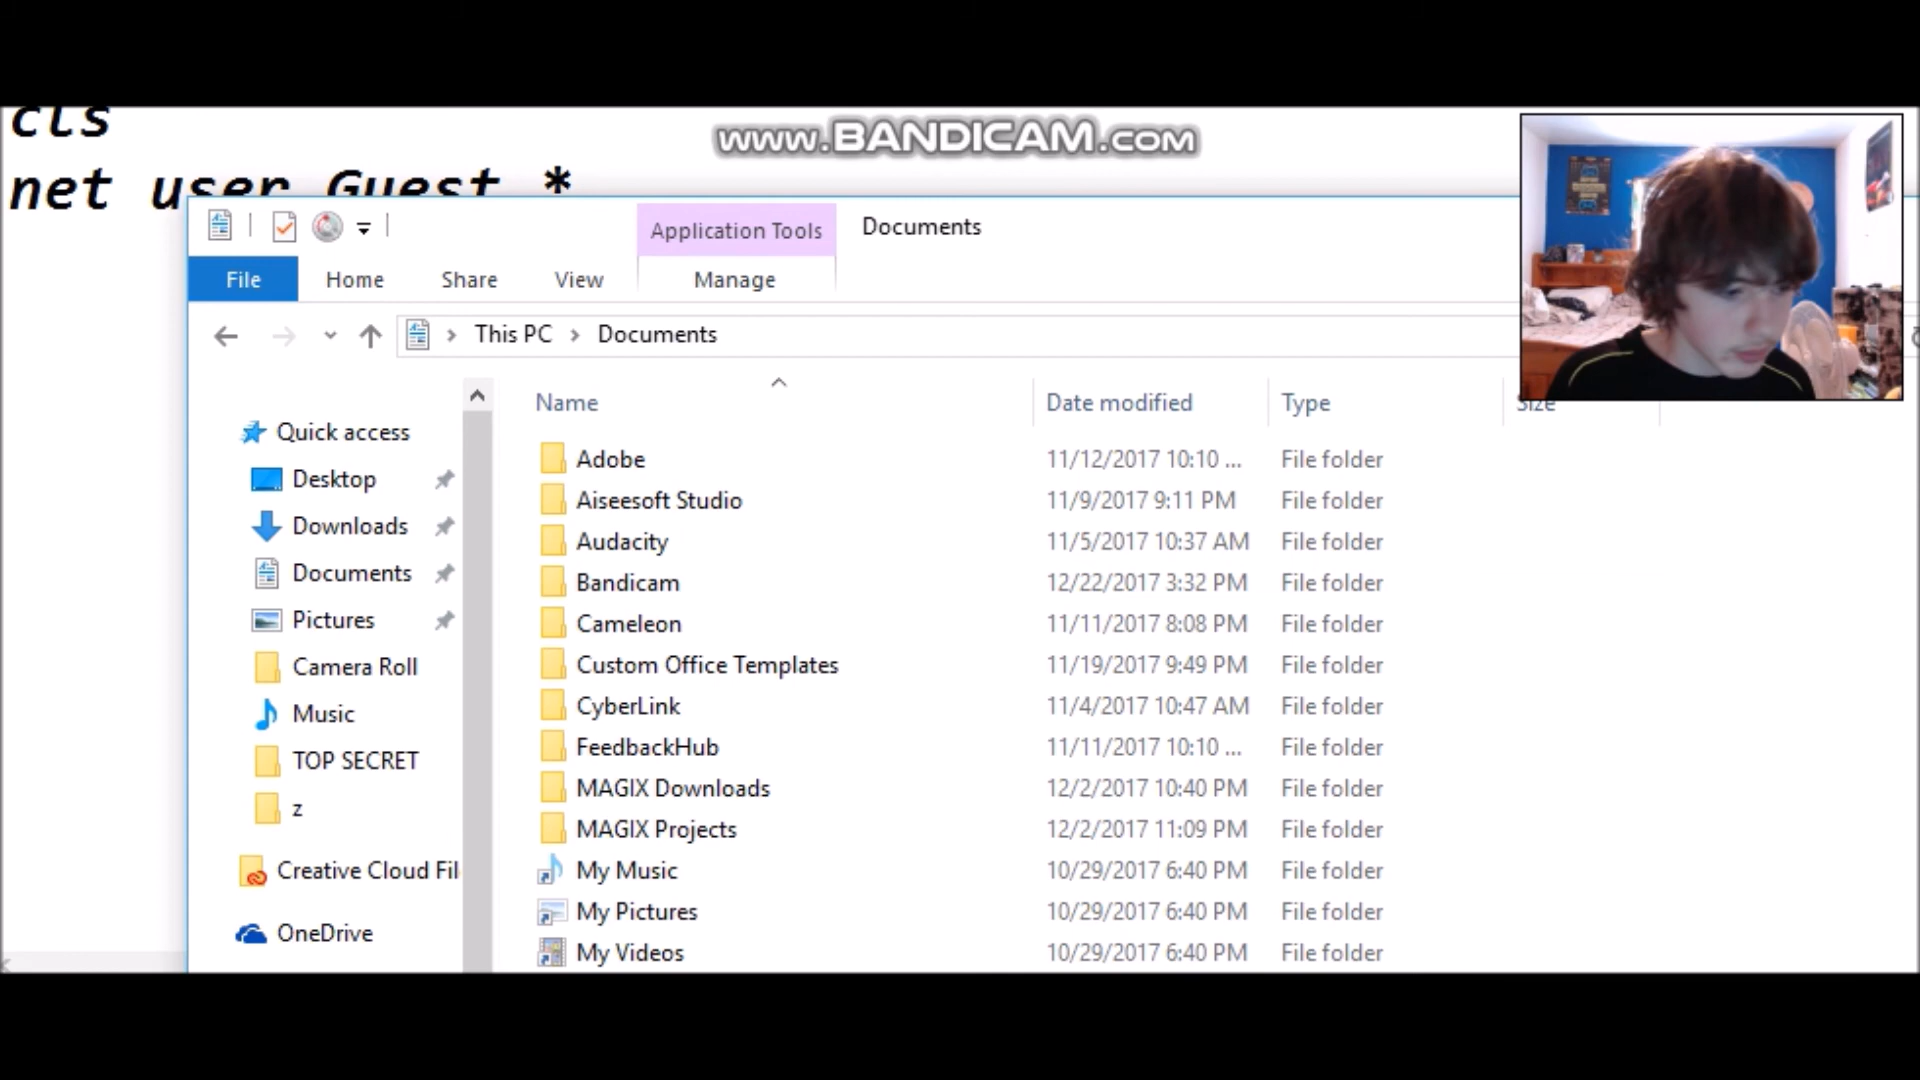 cls
www.BANDICAM.com
net user Guest *
Application Tools
Documents
File
Home
Share
View
Manage
This PC
Documents
Name
Date modified
Type
Size
Quick access
Desktop
Downloads
Documents
Pictures
Camera Roll
Music
TOP SECRET
z
Creative Cloud Fil
OneDrive
Adobe 11/12/2017 10:10 ... File folder
Aiseesoft Studio 11/9/2017 9:11 PM File folder
Audacity 11/5/2017 10:37 AM File folder
Bandicam 12/22/2017 3:32 PM File folder
Cameleon 11/11/2017 8:08 PM File folder
Custom Office Templates 11/19/2017 9:49 PM File folder
CyberLink 11/4/2017 10:47 AM File folder
FeedbackHub 11/11/2017 10:10 ... File folder
MAGIX Downloads 12/2/2017 10:40 PM File folder
MAGIX Projects 12/2/2017 11:09 PM File folder
My Music 10/29/2017 6:40 PM File folder
My Pictures 10/29/2017 6:40 PM File folder
My Videos 10/29/2017 6:40 PM File folder